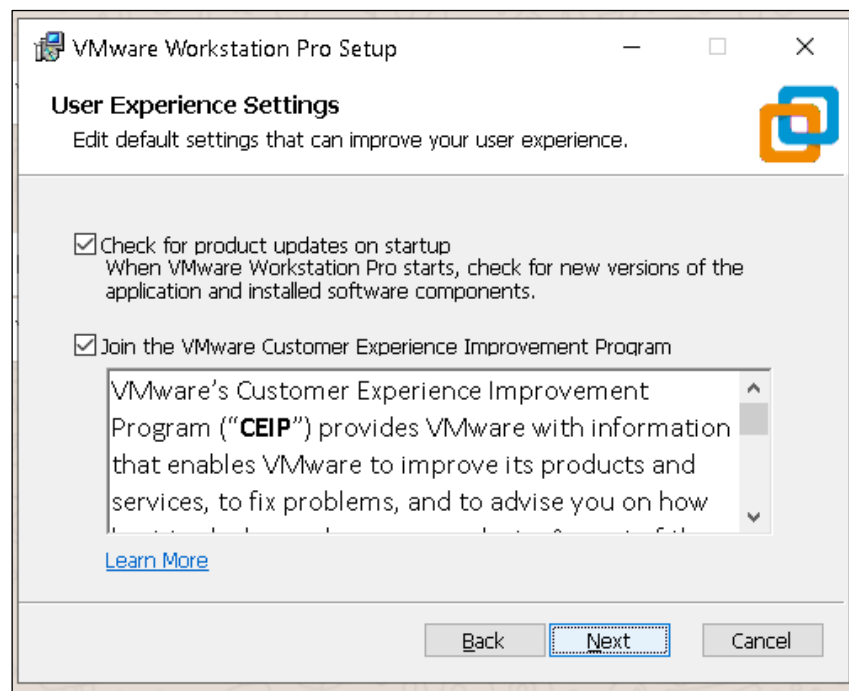 VMware Workstation Pro Setup
User Experience Settings
Edit default settings that can improve your user experience.
Check for product updates on startup
When VMware Workstation Pro starts, check for new versions of the
application and installed software components.
Join the VMware Customer Experience Improvement Program
VMware's Customer Experience Improvement
Program ("CEIP") provides VMware with information
that enables VMware to improve its products and
services, to fix problems, and to advise you on how
Learn More
Back
Next
Cancel